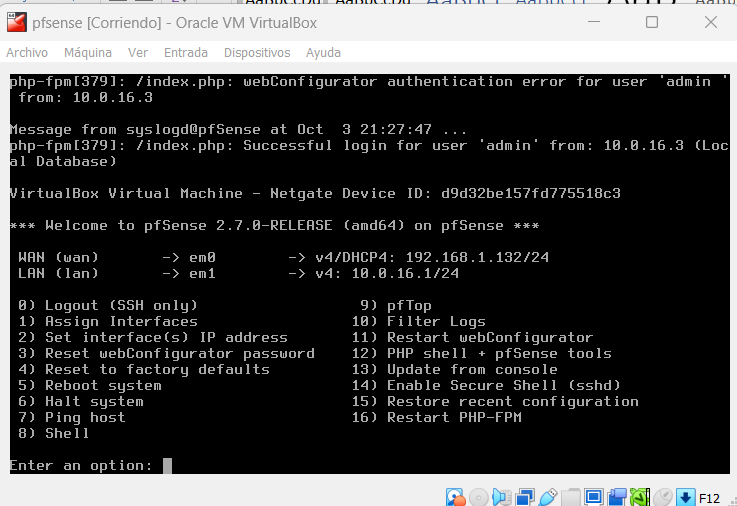 pfsense [Corriendo] - Oracle VM VirtualBox
Archivo Máquina Ver Entrada Dispositivos Ayuda
php-fpm[379]: /index.php: webConfigurator authentication error for user 'admin '
from: 10.0.16.3
Message from syslogd@pfSense at Oct  3 21:27:47 ...
php-fpm[379]: /index.php: Successful login for user 'admin' from: 10.0.16.3 (Loc
al Database)
VirtualBox Virtual Machine - Netgate Device ID: d9d32be157fd775518c3
*** Welcome to pfSense 2.7.0-RELEASE (amd64) on pfSense ***
WAN (wan)       -> em0        -> v4/DHCP4: 192.168.1.132/24
LAN (lan)       -> em1        -> v4: 10.0.16.1/24
0) Logout (SSH only)                  9) pfTop
1) Assign Interfaces                 10) Filter Logs
2) Set interface(s) IP address       11) Restart webConfigurator
3) Reset webConfigurator password    12) PHP shell + pfSense tools
4) Reset to factory defaults         13) Update from console
5) Reboot system                     14) Enable Secure Shell (sshd)
6) Halt system                       15) Restore recent configuration
7) Ping host                         16) Restart PHP-FPM
8) Shell
Enter an option:
F12